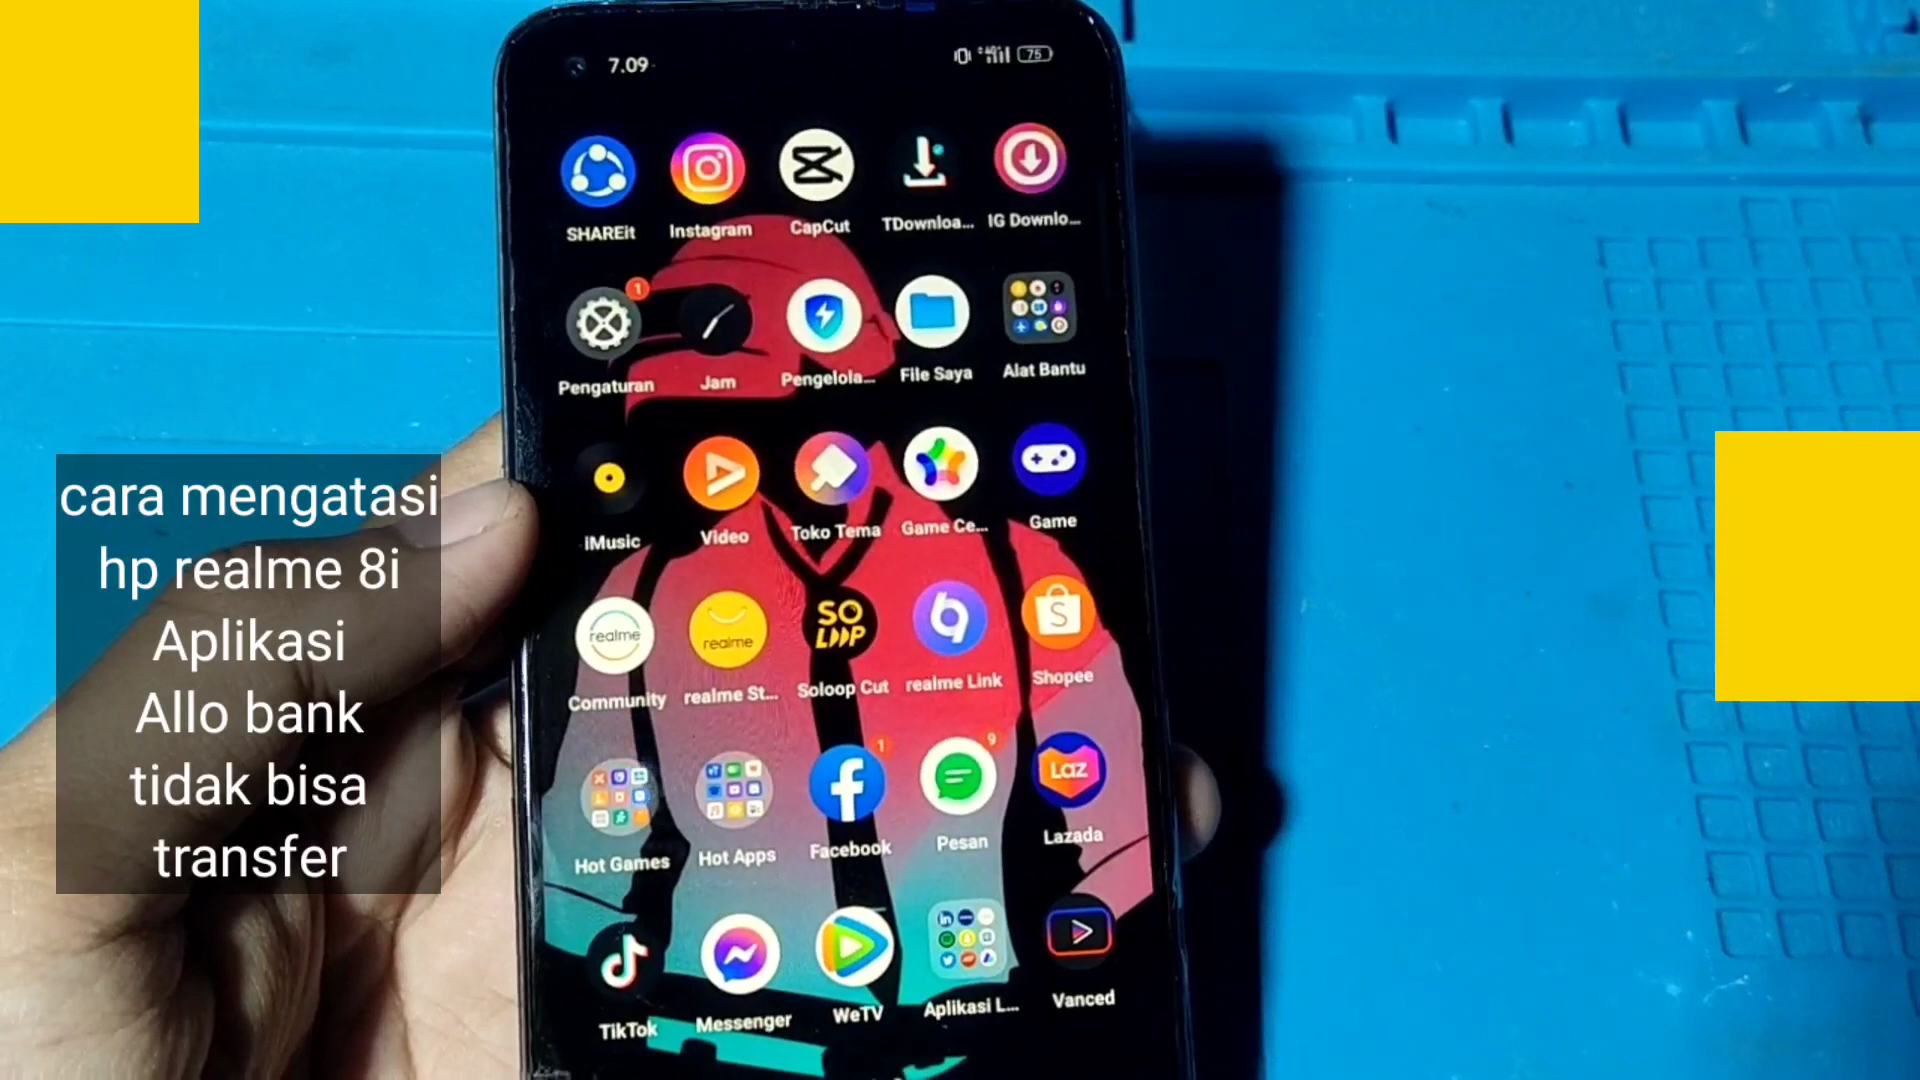 7.09
75
SHAREit
Instagram
CapCut
TDownloa...
IG Downlo...
1
Pengaturan
Jam
Pengelola...
File Saya
Alat Bantu
iMusic
Video
Toko Tema
Game Ce...
Game
realme
realme
SO
LOOP
S
Community
realme St...
Soloop Cut
realme Link
Shopee
1
9
Laz
Hot Games
Hot Apps
Facebook
Pesan
Lazada
TikTok
Messenger
WeTV
Aplikasi L...
Vanced
cara mengatasi
hp realme 8i
Aplikasi
Allo bank
tidak bisa
transfer